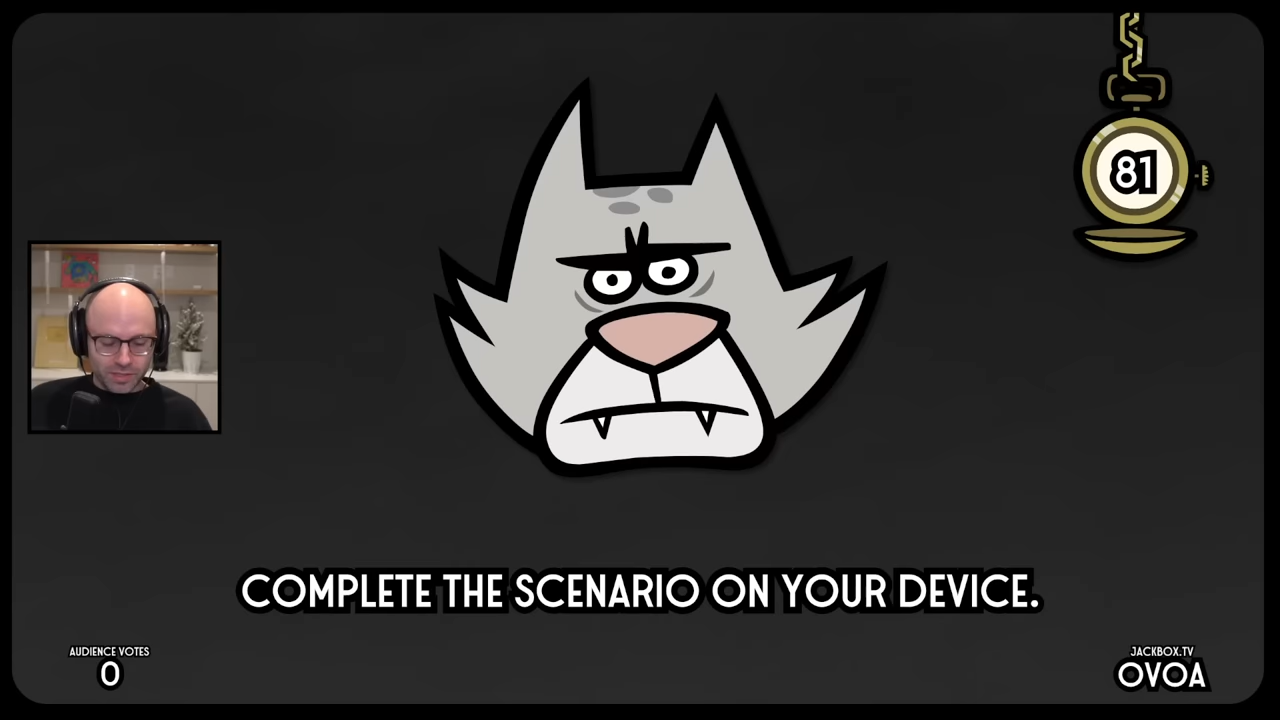 81
COMPLETE THE SCENARIO ON YOUR DEVICE.
AUDIENCE VOTES
0
JACKBOX.TV
OVOA